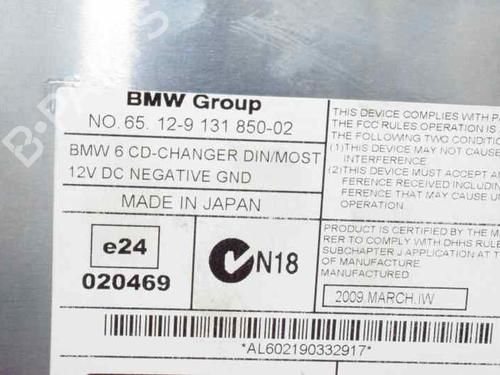 BMW Group
NO. 65. 12-9 131 850-02
BMW 6 CD-CHANGER DIN/MOST
12V DC NEGATIVE GND
MADE IN JAPAN
e24
020469
N18
THIS DEVICE COMPLIES WITH
THE FCC RULES OPERATION IS
THE FOLLOWING TWO CONDITION
(1)THIS DEVICE MAY NOT CAUSE
INTERFERENCE
(2)THIS DEVICE MUST ACCEPT
FERENCE RECEIVED INCLUDING
FERENCE THAT MAY CAUSE
OPERATION.
PRODUCT IS CERTIFIED BY THE
RER TO COMPLY WITH DHHS RULES
SUBCHAPTER J APPLICATION AT
OF MANUFACTURE
MANUFACTURED:
2009.MARCH.IW
*AL602190332917*